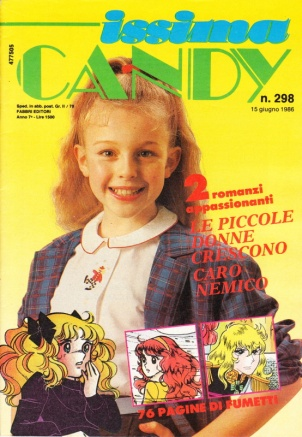 issima
CANDY
477505
Sped. in abb. post. Gr. II / 70
FABBRI EDITORI
Anno 7° - Lire 1500
n. 298
15 giugno 1986
2 romanzi
appassionanti
LE PICCOLE
DONNE
CRESCONO
CARO
NEMICO
76 PAGINE DI FUMETTI